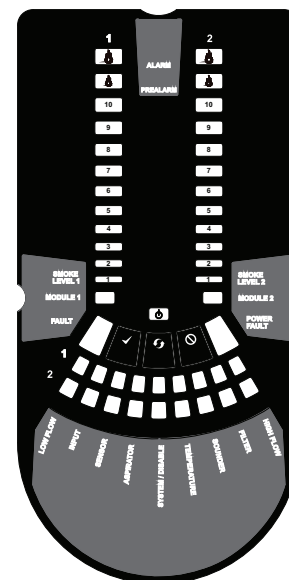 1 2
ALARM
PREALARM
10 10
9 9
8 8
7 7
6 6
5 5
4 4
3 3
2 2
1 1
SMOKE
LEVEL 1
SMOKE
LEVEL 2
MODULE 1
MODULE 2
FAULT
POWER
FAULT
1
2
LOW FLOW
INPUT
SENSOR
ASPIRATOR
SYSTEM / DISABLE
TEMPERATURE
SOUNDER
FILTER
HIGH FLOW